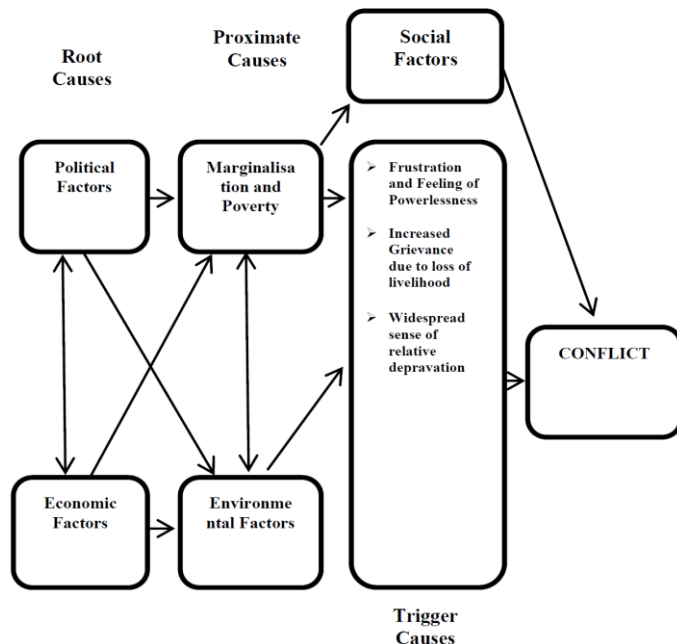 Root
Causes
Proximate
Causes
Social
Factors
Political
Factors
Marginalisa
tion and
Poverty
➢ Frustration
and Feeling of
Powerlessness
➢ Increased
Grievance
due to loss of
livelihood
➢ Widespread
sense of
relative
depravation
CONFLICT
Economic
Factors
Environme
ntal Factors
Trigger
Causes